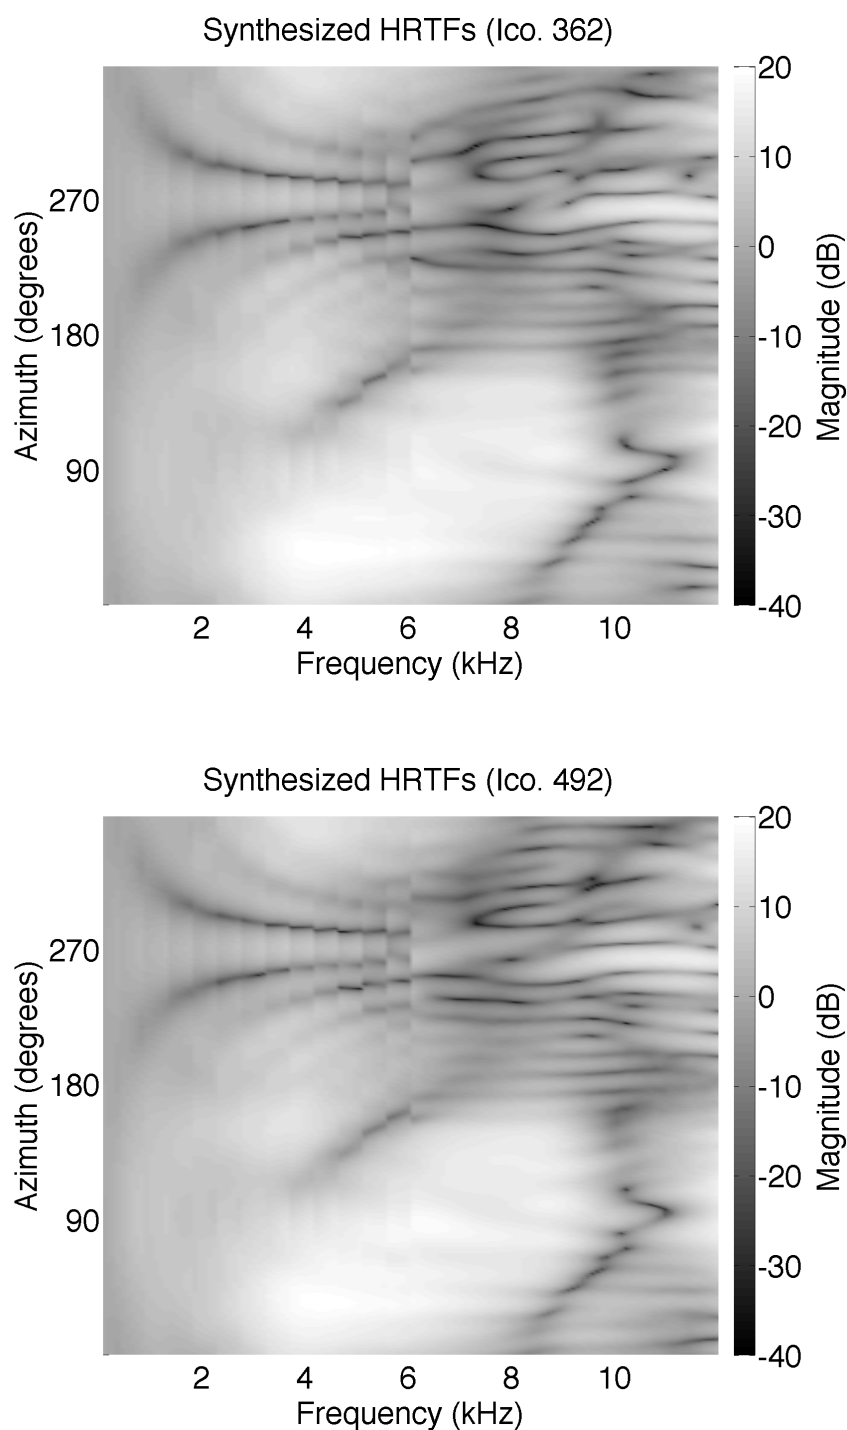 Synthesized HRTFs (Ico. 362)
20
10
0
-10
-20
-30
-40
Magnitude (dB)
270
180
90
Azimuth (degrees)
2 4 6 8 10
Frequency (kHz)
Synthesized HRTFs (Ico. 492)
20
10
0
-10
-20
-30
-40
Magnitude (dB)
270
180
90
Azimuth (degrees)
2 4 6 8 10
Frequency (kHz)